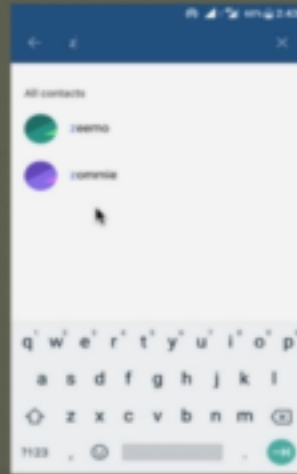 z
All contacts
zeemo
zommie
q w e r t y u i o p
a s d f g h j k l
z x c v b n m
?123 , .